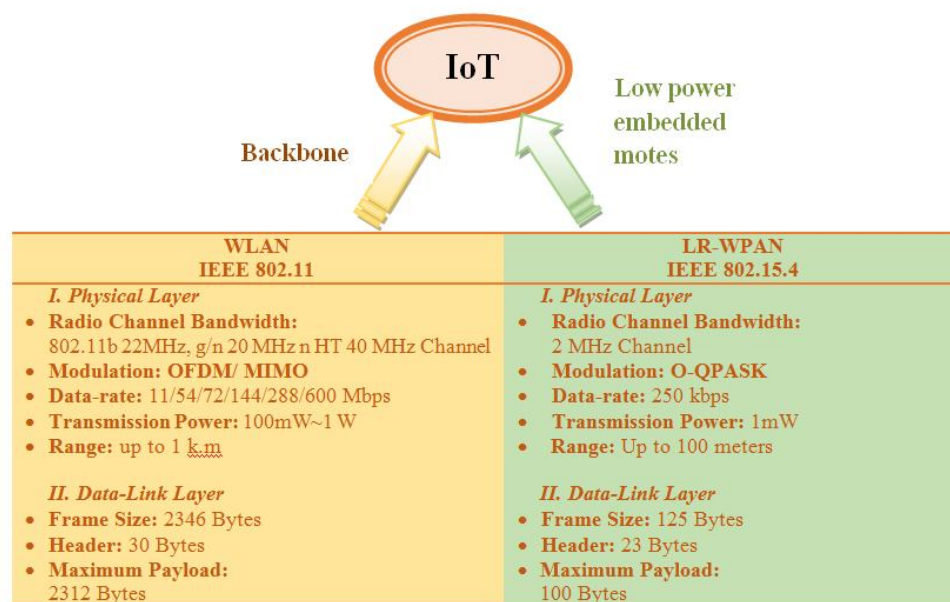 IoT
Backbone
Low power
embedded
motes
WLAN
IEEE 802.11
I. Physical Layer
• Radio Channel Bandwidth:
802.11b 22MHz, g/n 20 MHz n HT 40 MHz Channel
• Modulation: OFDM/ MIMO
• Data-rate: 11/54/72/144/288/600 Mbps
• Transmission Power: 100mW~1 W
• Range: up to 1 k.m
II. Data-Link Layer
• Frame Size: 2346 Bytes
• Header: 30 Bytes
• Maximum Payload:
2312 Bytes
LR-WPAN
IEEE 802.15.4
I. Physical Layer
• Radio Channel Bandwidth:
2 MHz Channel
• Modulation: O-QPASK
• Data-rate: 250 kbps
• Transmission Power: 1mW
• Range: Up to 100 meters
II. Data-Link Layer
• Frame Size: 125 Bytes
• Header: 23 Bytes
• Maximum Payload:
100 Bytes